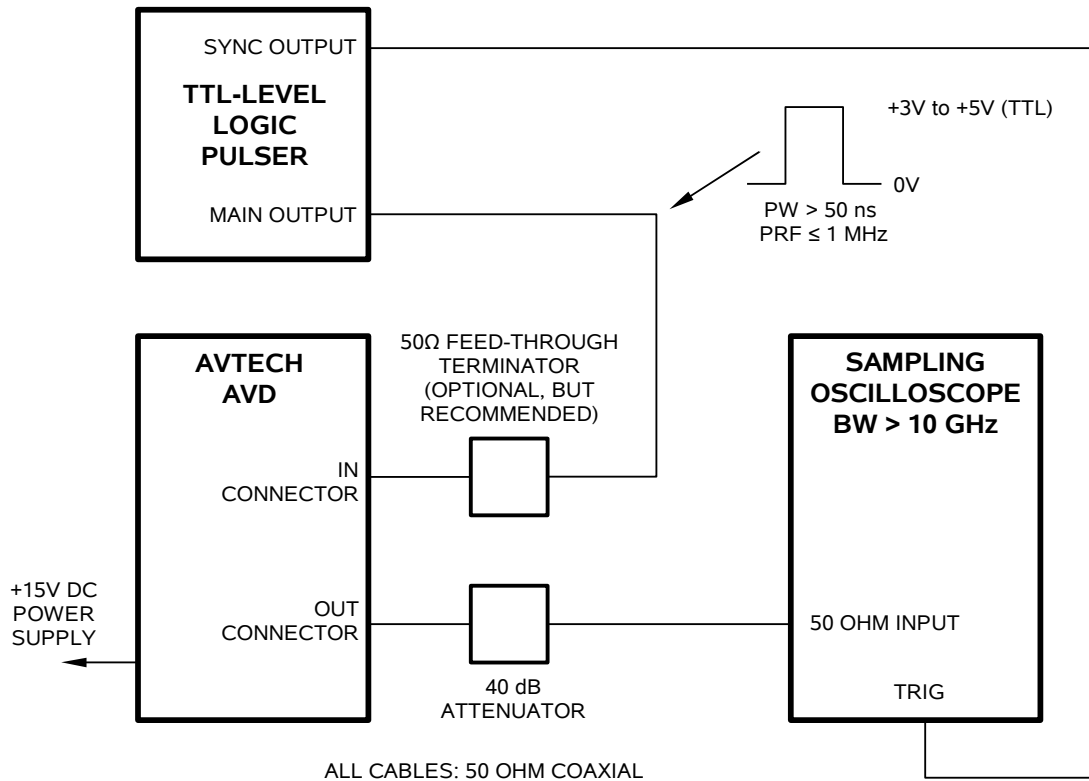 SYNC OUTPUT
TTL-LEVEL
LOGIC
PULSER
MAIN OUTPUT
+3V to +5V (TTL)
0V
PW > 50 ns
PRF ≤ 1 MHz
AVTECH
AVD
50Ω FEED-THROUGH
TERMINATOR
(OPTIONAL, BUT
RECOMMENDED)
SAMPLING
OSCILLOSCOPE
BW > 10 GHz
IN
CONNECTOR
+15V DC
POWER
SUPPLY
OUT
CONNECTOR
50 OHM INPUT
40 dB
ATTENUATOR
TRIG
ALL CABLES: 50 OHM COAXIAL